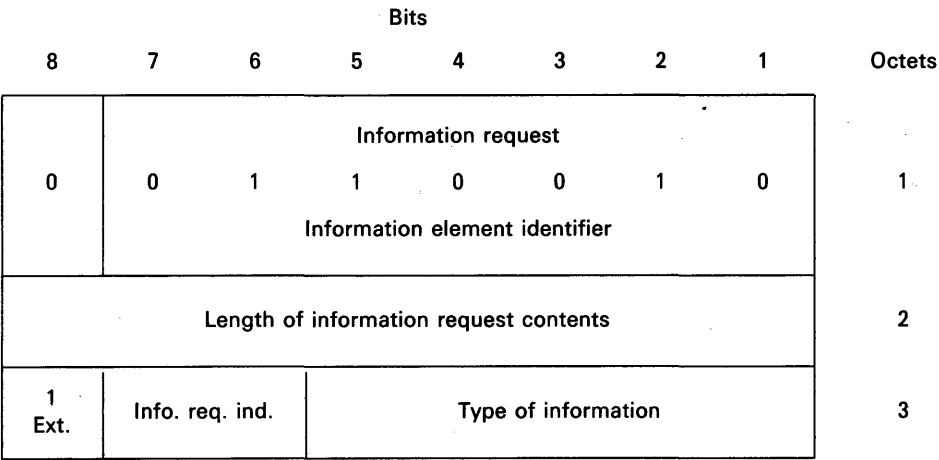 Bits
8 7 6 5 4 3 2 1 Octets
Information request
0 0 1 1 0 0 1 0 1
Information element identifier
Length of information request contents 2
1
Ext. Info. req. ind. Type of information 3